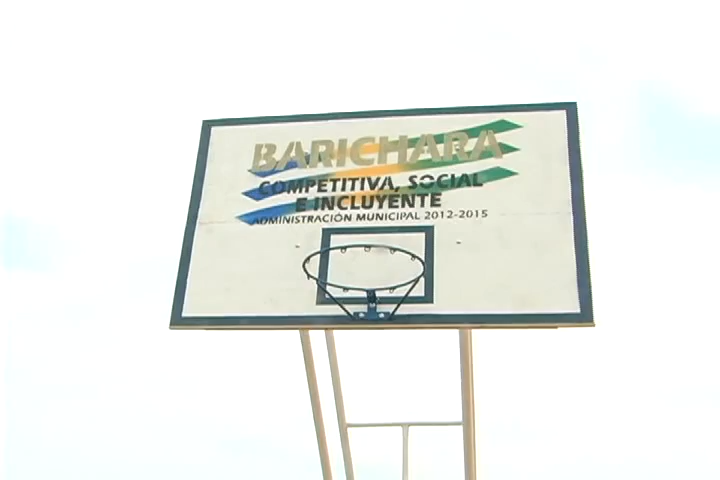 BARICHARA
COMPETITIVA, SOCIAL
E INCLUYENTE
ADMINISTRACIÓN MUNICIPAL 2012-2015